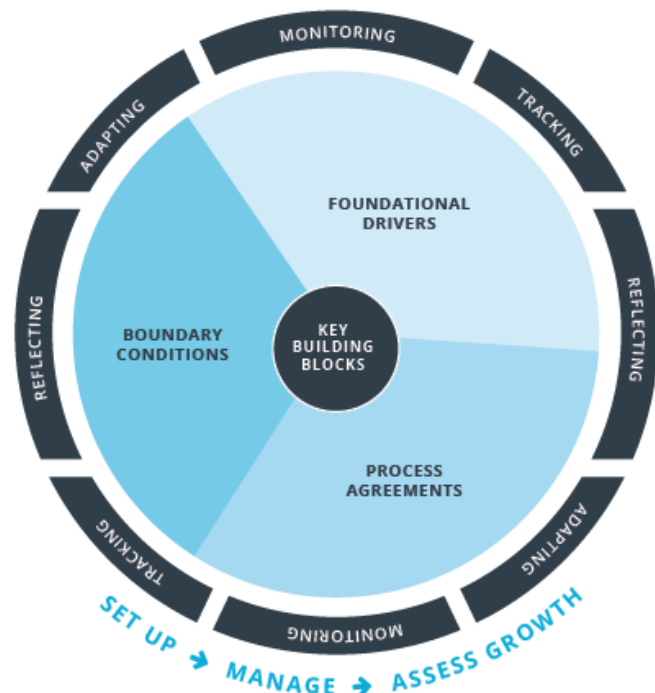 MONITORING
TRACKING
REFLECTING
ADAPTING
MONITORING
TRACKING
REFLECTING
ADAPTING
FOUNDATIONAL
DRIVERS
BOUNDARY
CONDITIONS
KEY
BUILDING
BLOCKS
PROCESS
AGREEMENTS
SET UP → MANAGE → ASSESS GROWTH